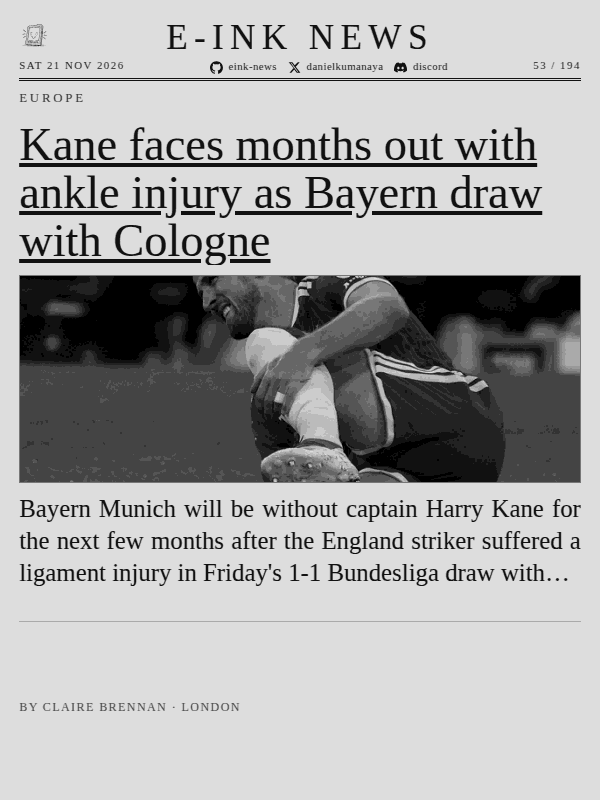 E-INK NEWS
SAT 21 NOV 2026
eink-news danielkumanaya discord
53 / 194
EUROPE
Kane faces months out with
ankle injury as Bayern draw
with Cologne
Bayern Munich will be without captain Harry Kane for
the next few months after the England striker suffered a
ligament injury in Friday's 1-1 Bundesliga draw with…
BY CLAIRE BRENNAN · LONDON